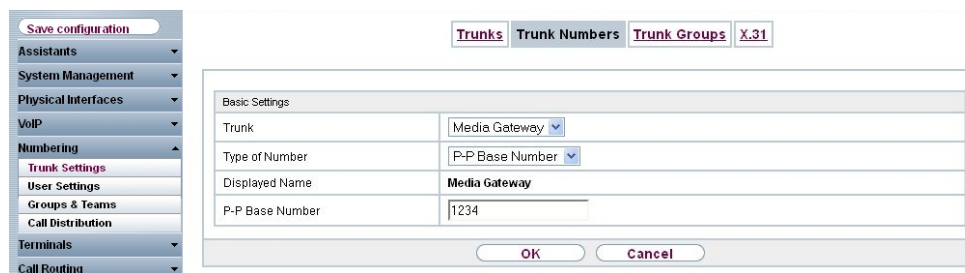 Save configuration
Assistants
System Management
Physical Interfaces
VoIP
Numbering
Trunk Settings
User Settings
Groups & Teams
Call Distribution
Terminals
Call Routing
Trunks Trunk Numbers Trunk Groups X.31
Basic Settings
Trunk Media Gateway
Type of Number P-P Base Number
Displayed Name Media Gateway
P-P Base Number 1234
OK Cancel